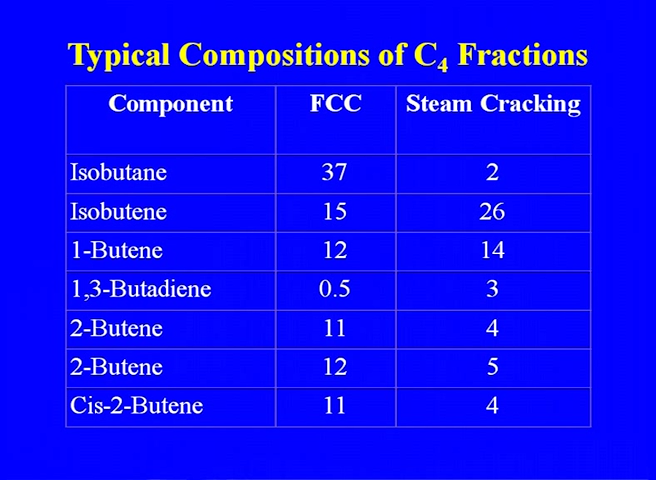 Typical Compositions of C₄ Fractions
Component FCC Steam Cracking
Isobutane 37 2
Isobutene 15 26
1-Butene 12 14
1,3-Butadiene 0.5 3
2-Butene 11 4
2-Butene 12 5
Cis-2-Butene 11 4